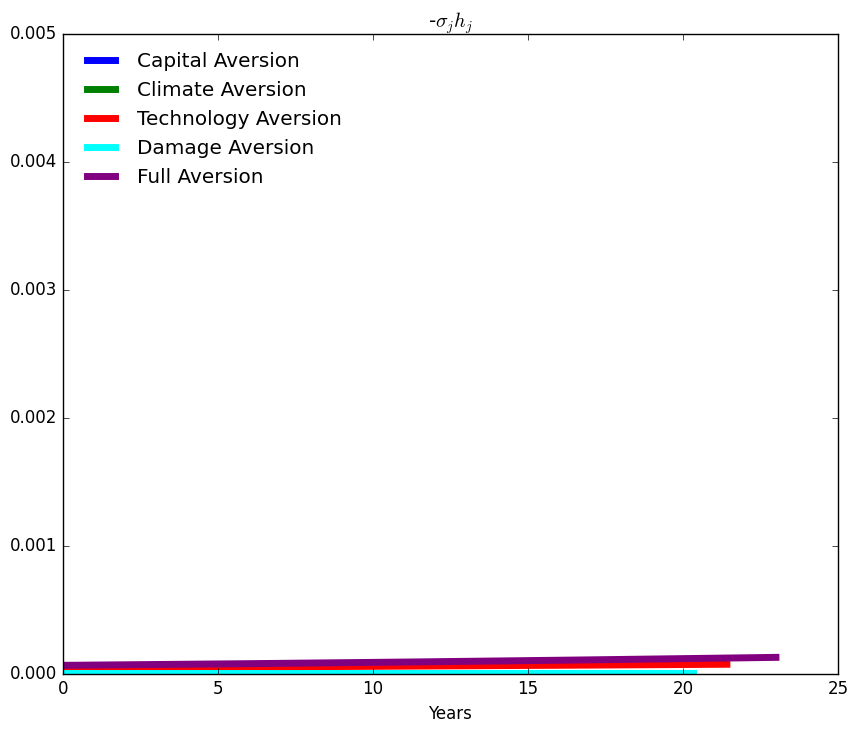 -σ_j h_j
0.005
Capital Aversion
Climate Aversion
Technology Aversion
Damage Aversion
Full Aversion
0.004
0.003
0.002
0.001
0.000
0 5 10 15 20 25
Years